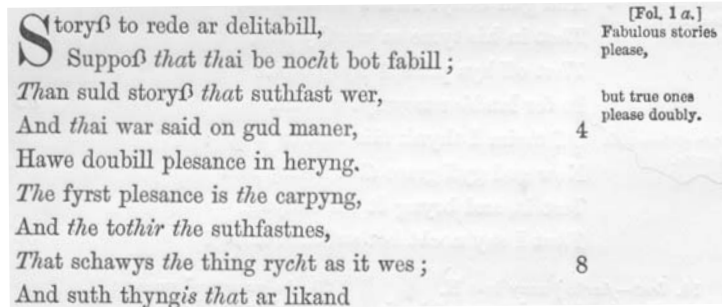 Storyß to rede ar delitabill,
Suppoß that thai be nocht bot fabill;
Than suld storyß that suthfast wer,
And thai war said on gud maner,
Hawe doubill plesance in heryng.
The fyrst plesance is the carpyng,
And the tothir the suthfastnes,
That schawys the thing rycht as it wes;
And suth thyngis that ar likand
4
8
[Fol. 1 a.]
Fabulous stories
please,
but true ones
please doubly.